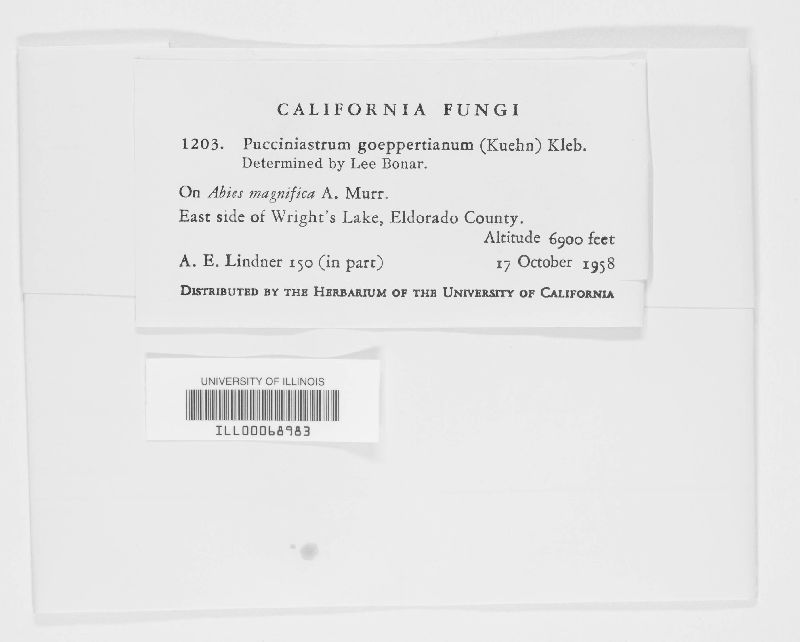 CALIFORNIA FUNGI
1203. Pucciniastrum goeppertianum (Kuehn) Kleb.
Determined by Lee Bonar.
On Abies magnifica A. Murr.
East side of Wright's Lake, Eldorado County.
Altitude 6900 feet
A. E. Lindner 150 (in part) 17 October 1958
DISTRIBUTED BY THE HERBARIUM OF THE UNIVERSITY OF CALIFORNIA
UNIVERSITY OF ILLINOIS
ILL00068983